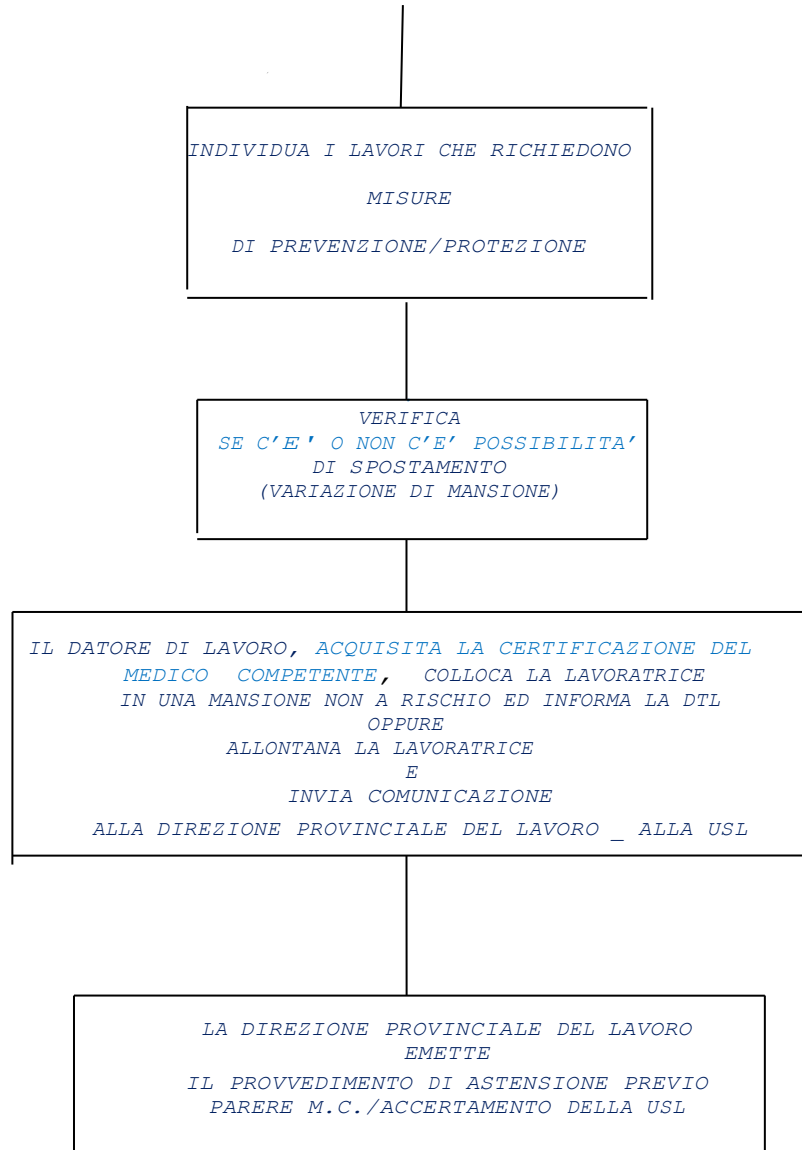 INDIVIDUA I LAVORI CHE RICHIEDONO
MISURE
DI PREVENZIONE/PROTEZIONE
VERIFICA
SE C'E' O NON C'E' POSSIBILITA'
DI SPOSTAMENTO
(VARIAZIONE DI MANSIONE)
IL DATORE DI LAVORO, ACQUISITA LA CERTIFICAZIONE DEL
MEDICO COMPETENTE, COLLOCA LA LAVORATRICE
IN UNA MANSIONE NON A RISCHIO ED INFORMA LA DTL
OPPURE
ALLONTANA LA LAVORATRICE
E
INVIA COMUNICAZIONE
ALLA DIREZIONE PROVINCIALE DEL LAVORO _ ALLA USL
LA DIREZIONE PROVINCIALE DEL LAVORO
EMETTE
IL PROVVEDIMENTO DI ASTENSIONE PREVIO
PARERE M.C./ACCERTAMENTO DELLA USL